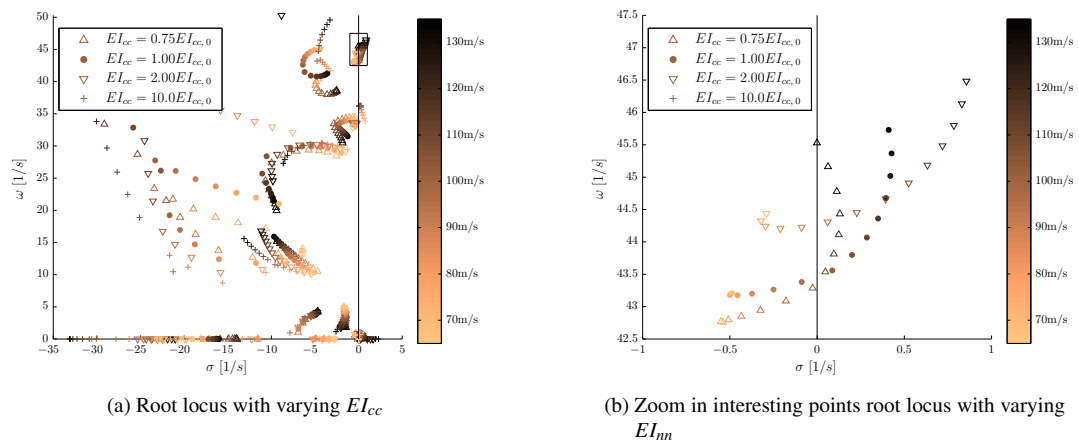 50
45
40
35
30
25
20
15
10
5
0
ω [1/s]
−35
−30
−25
−20
−15
−10
−5
0
5
σ [1/s]
EI_cc = 0.75EI_cc,0
EI_cc = 1.00EI_cc,0
EI_cc = 2.00EI_cc,0
EI_cc = 10.0EI_cc,0
130m/s
120m/s
110m/s
100m/s
90m/s
80m/s
70m/s
(a) Root locus with varying EI_cc
47.5
47
46.5
46
45.5
45
44.5
44
43.5
43
42.5
ω [1/s]
−1
−0.5
0
0.5
1
σ [1/s]
EI_cc = 0.75EI_cc,0
EI_cc = 1.00EI_cc,0
EI_cc = 2.00EI_cc,0
EI_cc = 10.0EI_cc,0
130m/s
120m/s
110m/s
100m/s
90m/s
80m/s
70m/s
(b) Zoom in interesting points root locus with varying
EI_nn